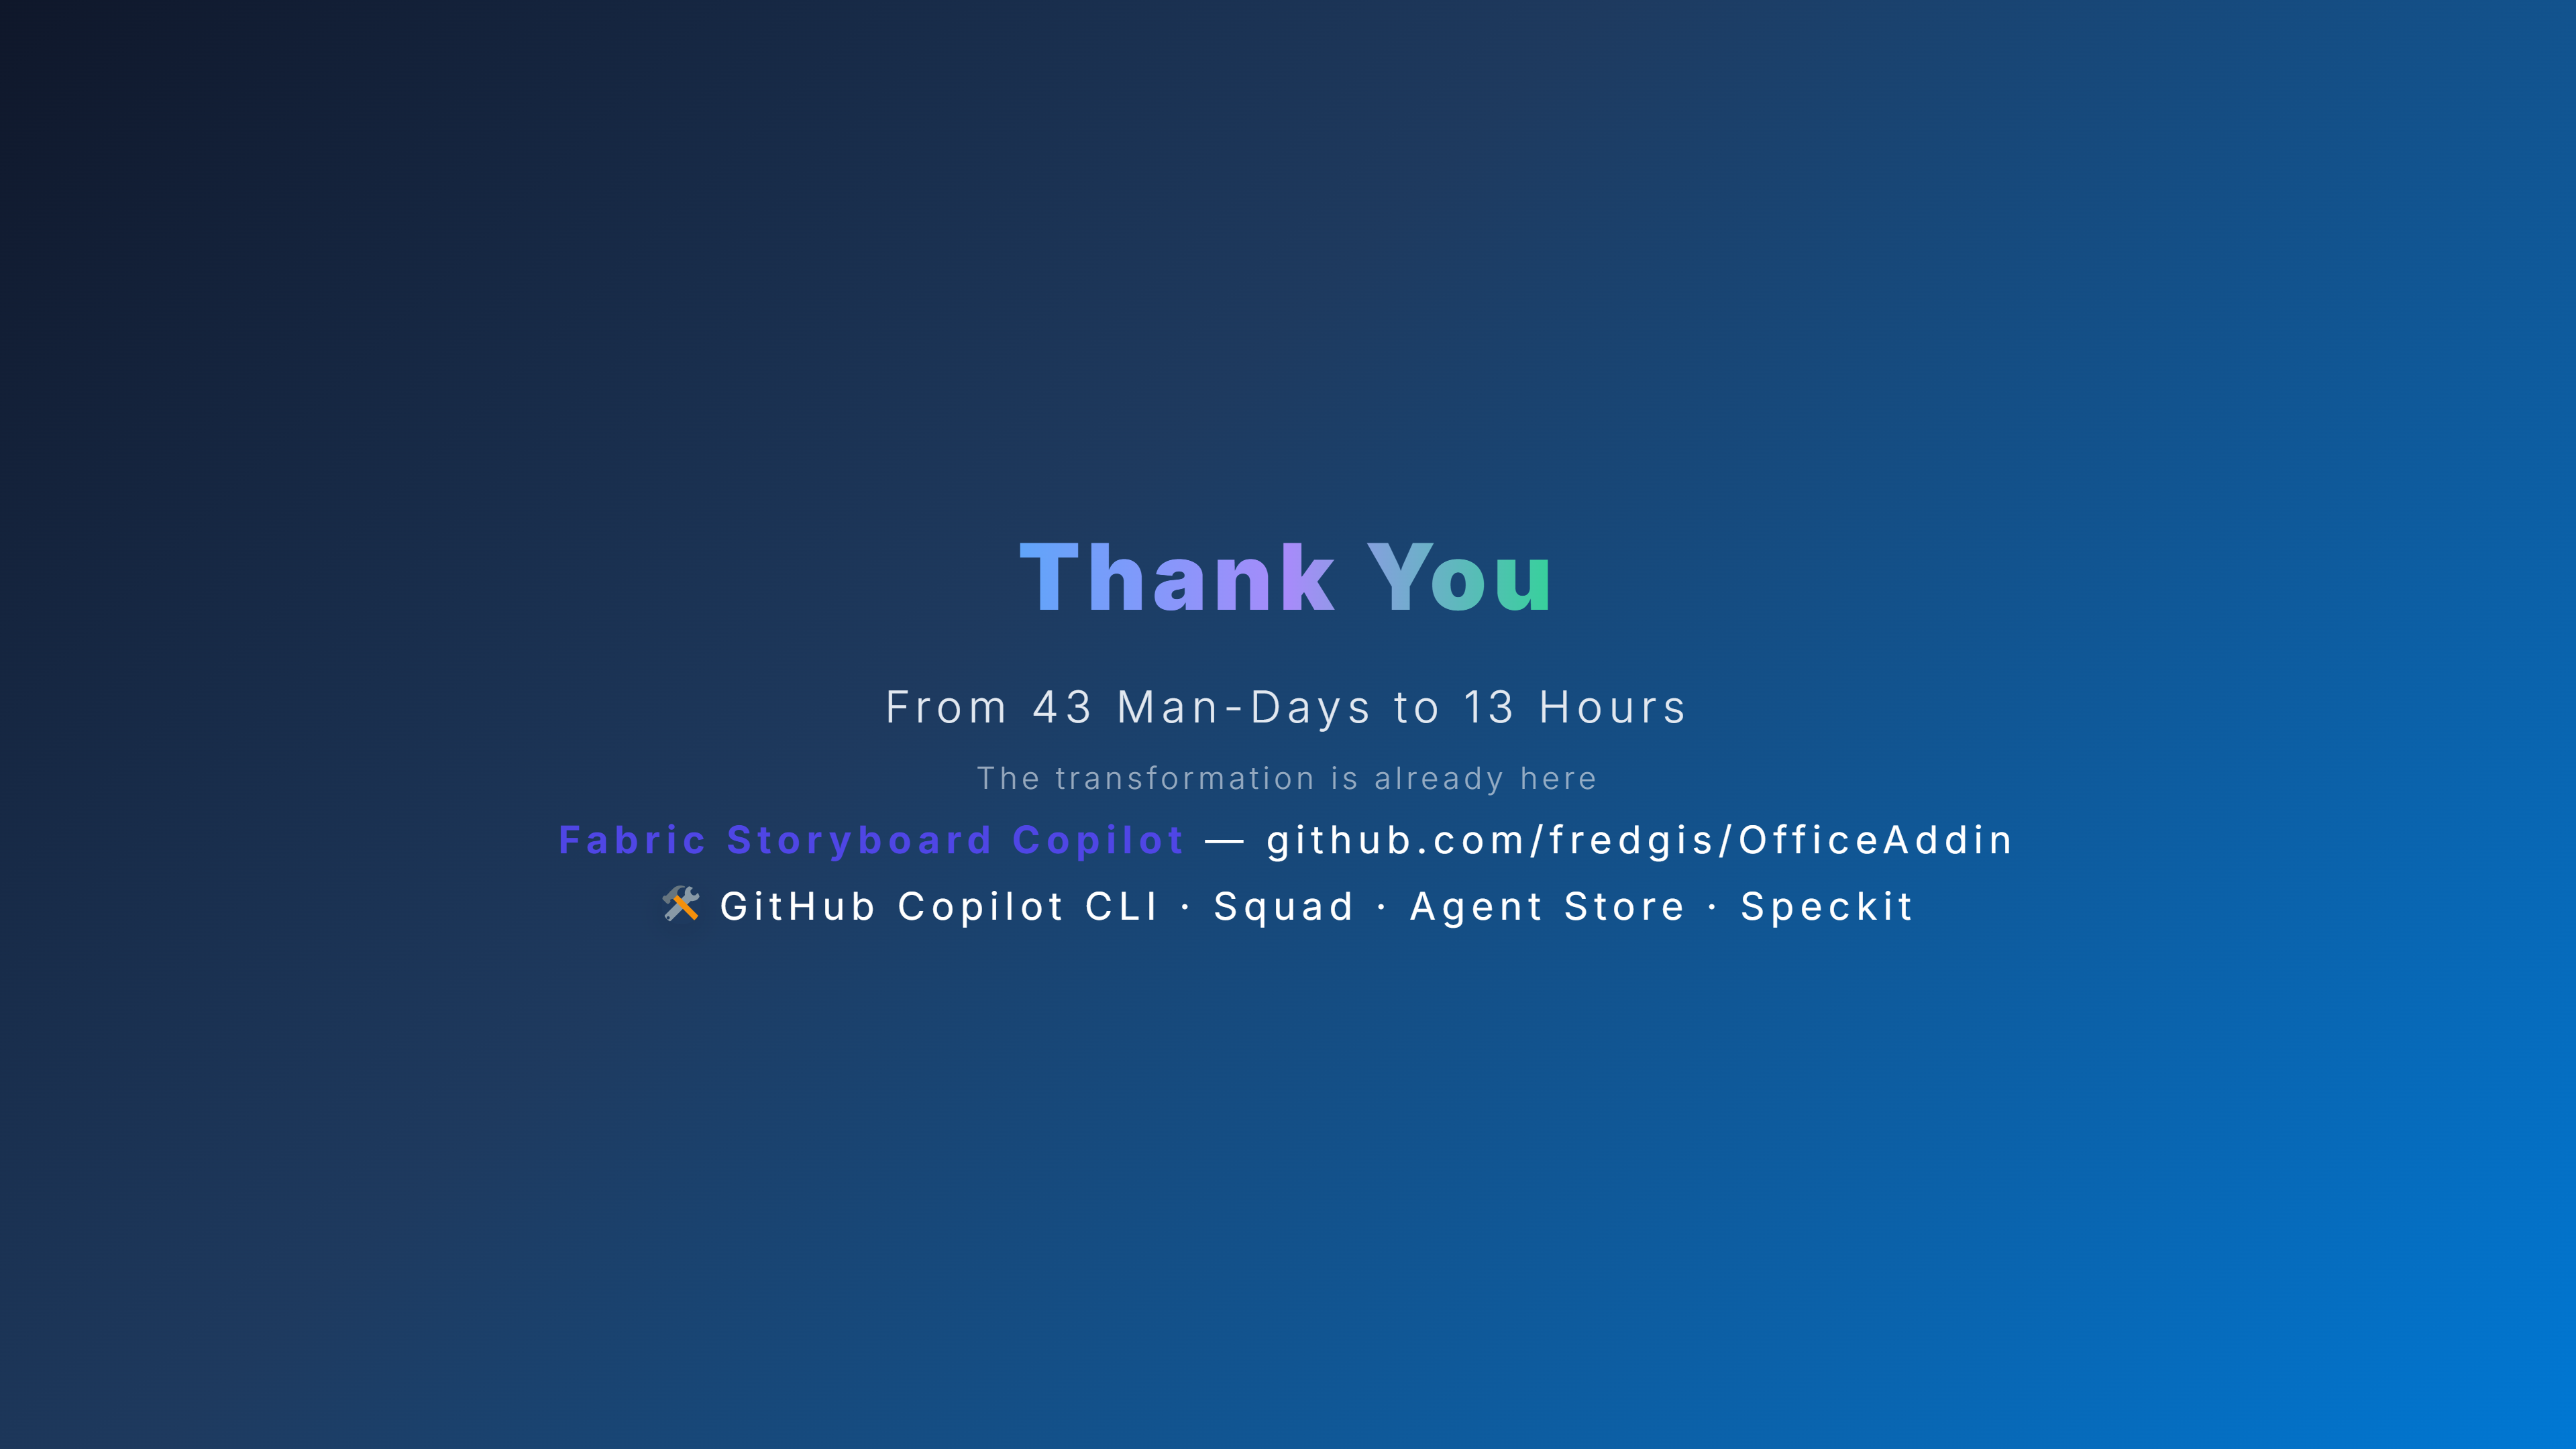 Thank You
From 43 Man-Days to 13 Hours
The transformation is already here
Fabric Storyboard Copilot — github.com/fredgis/OfficeAddin
🛠️ GitHub Copilot CLI · Squad · Agent Store · Speckit